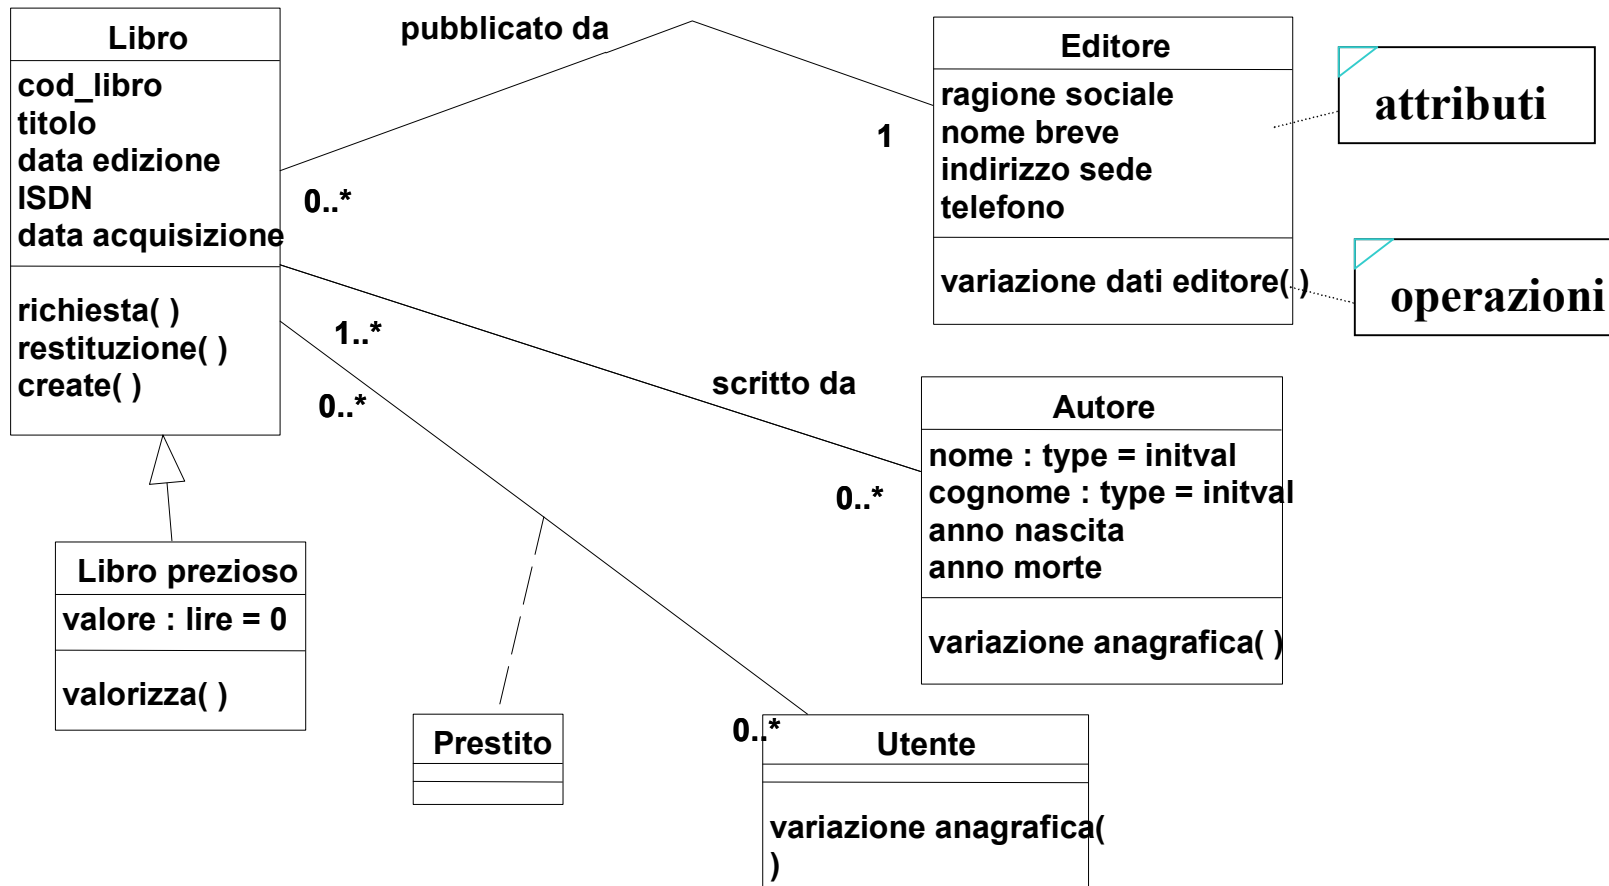 Libro
cod_libro
titolo
data edizione
ISDN
data acquisizione
richiesta( )
restituzione( )
create( )
pubblicato da
0..*
1
Editore
ragione sociale
nome breve
indirizzo sede
telefono
variazione dati editore( )
attributi
operazioni
1..*
scritto da
0..*
0..*
Autore
nome : type = initval
cognome : type = initval
anno nascita
anno morte
variazione anagrafica( )
Libro prezioso
valore : lire = 0
valorizza( )
Prestito
0..*
Utente
variazione anagrafica(
)